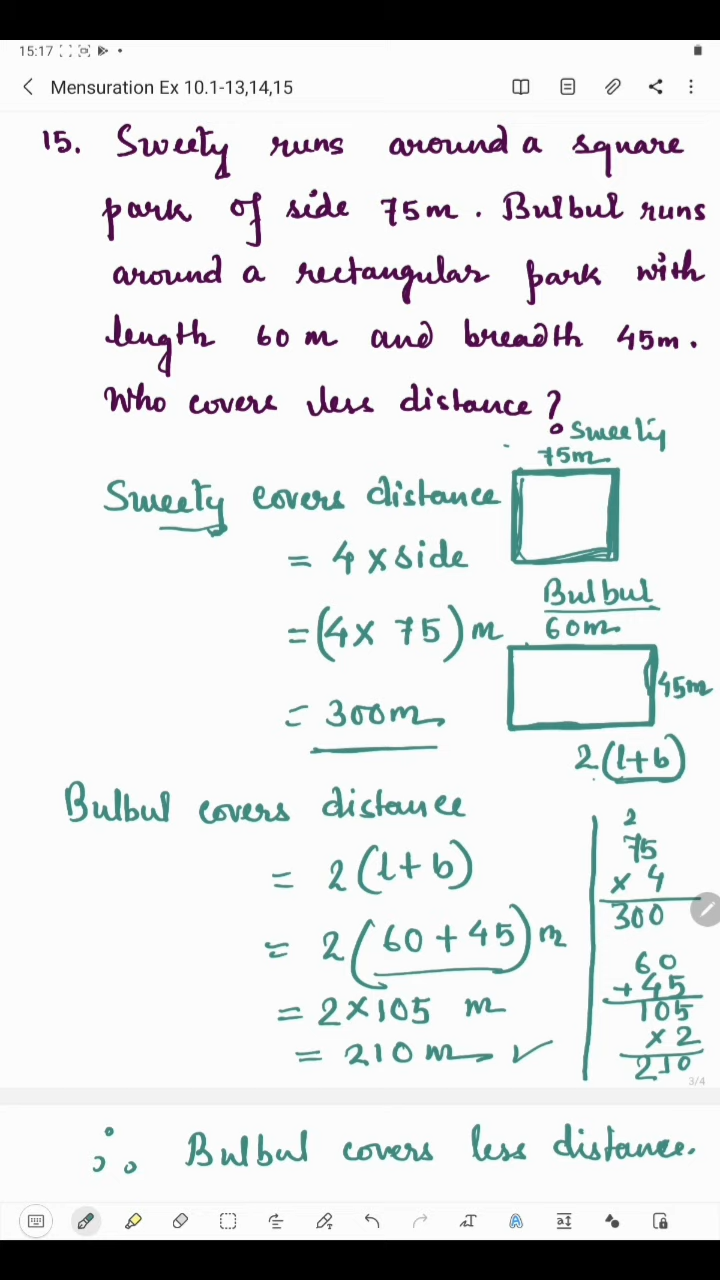 15:17
Mensuration Ex 10.1-13,14,15
15. Sweety runs around a square
park of side 75m. Bulbul runs
around a rectangular park with
length 60 m and breadth 45m.
Who covers less distance?
Sweety
75m
Sweety covers distance
= 4 x side
= (4 x 75) m
= 300m
Bulbul
60m
45m
2(l+b)
Bulbul covers distance
= 2(l+b)
= 2(60+45) m
= 2x105 m
= 210 m ✓
2
75
x 4
300
60
+45
105
x 2
210
3/4
∴ Bulbul covers less distance.